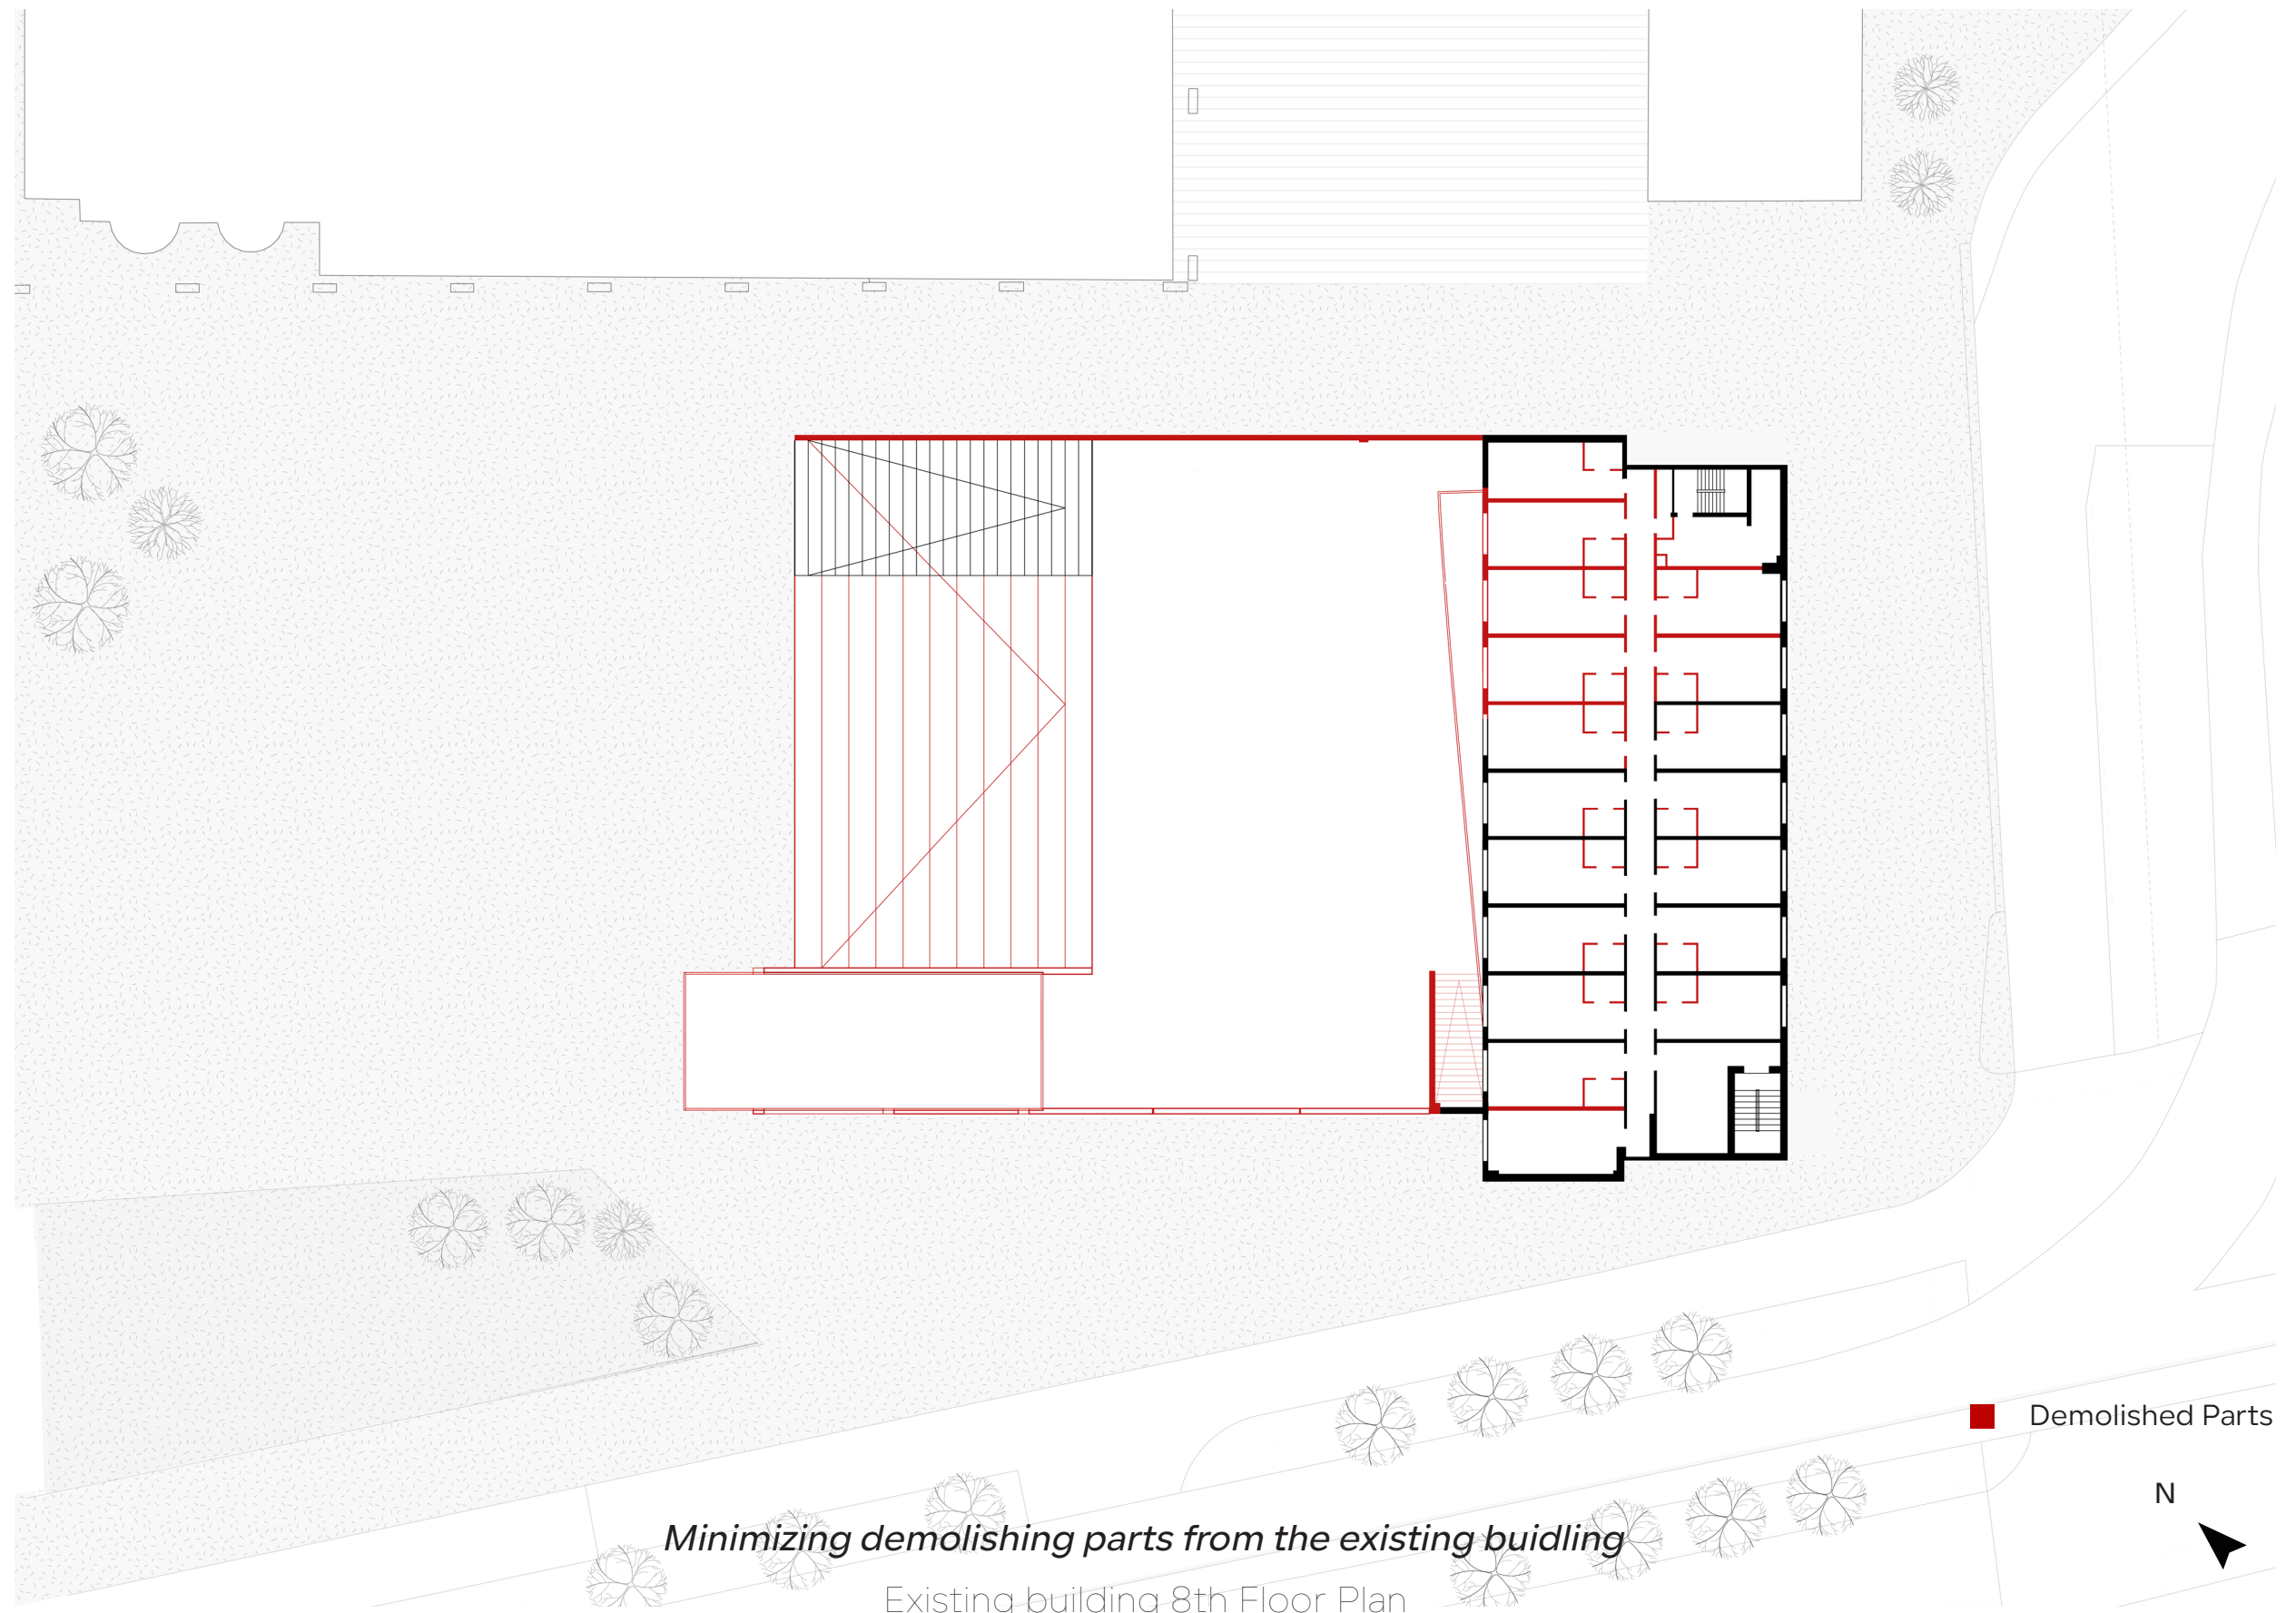 Demolished Parts
N
Minimizing demolishing parts from the existing buidling
Existing building 8th Floor Plan